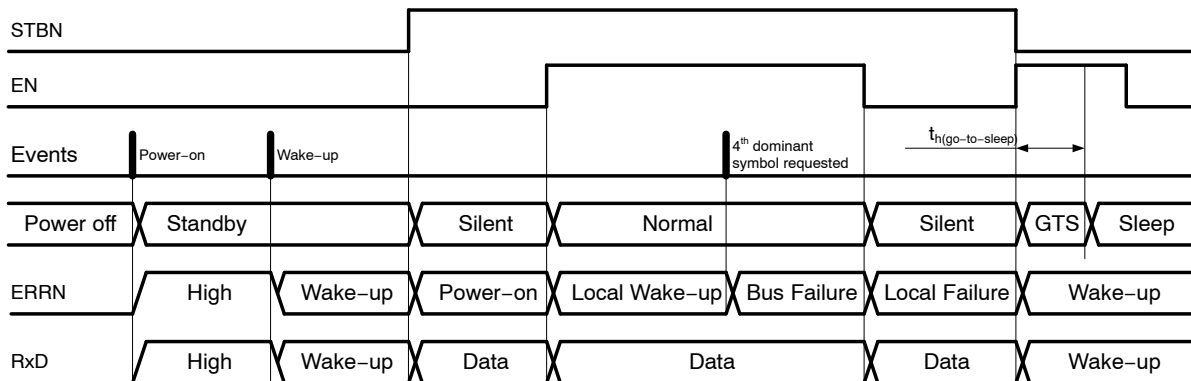 STBN
EN
Events
Power-on
Wake-up
4th dominant
symbol requested
th(go-to-sleep)
Power off
Standby
Silent
Normal
Silent
GTS
Sleep
ERRN
High
Wake-up
Power-on
Local Wake-up
Bus Failure
Local Failure
Wake-up
RxD
High
Wake-up
Data
Data
Data
Wake-up